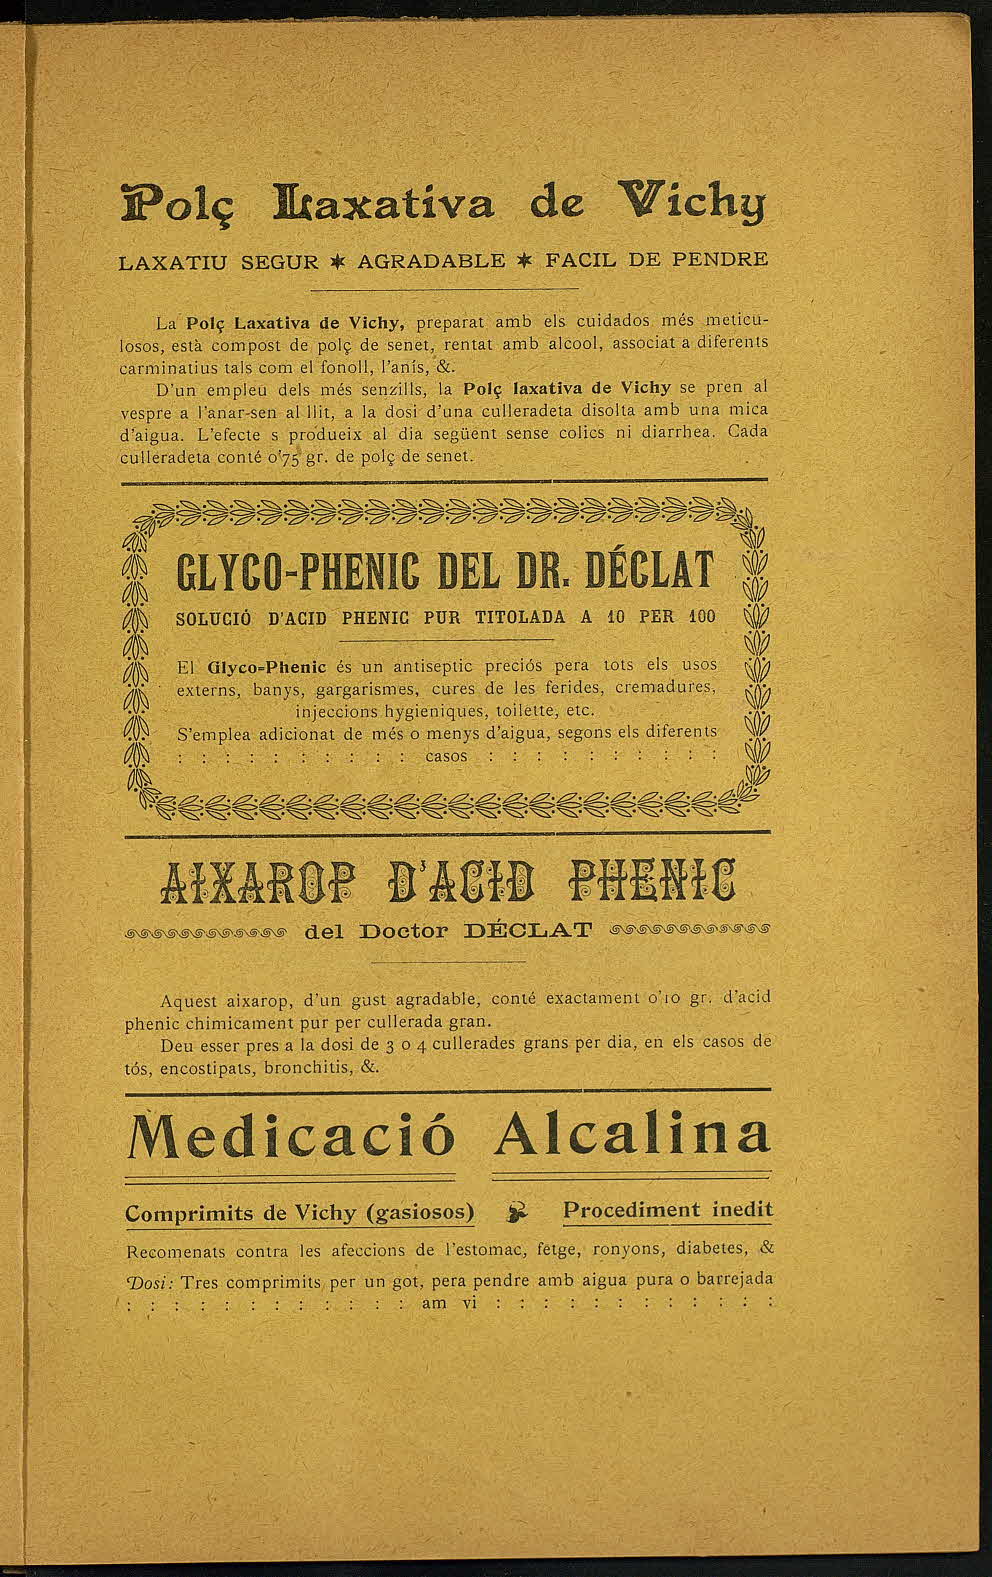 Polç Laxativa de Vichy
LAXATIU SEGUR * AGRADABLE * FACIL DE PENDRE
La Polç Laxativa de Vichy, preparat amb els cuidados més meticu-
losos, està compost de polç de senet, rentat amb alcool, associat a diferents
carminatius tals com el fonoll, l'anís, &.
D'un empleu dels més senzills, la Polç laxativa de Vichy se pren al
vespre a l'anar-sen al llit, a la dosi d'una culleradeta disolta amb una mica
d'aigua. L'efecte s produeix al dia següent sense colics ni diarrhea. Cada
culleradeta conté o'75 gr. de polç de senet.
GLYCO-PHENIC DEL DR. DÉCLAT
SOLUCIÓ D'ACID PHENIC PUR TITOLADA A 10 PER 100
El Glyco-Phenic és un antiseptic preciós pera tots els usos
externs, banys, gargarismes, cures de les ferides, cremadures,
injeccions hygieniques, toilette, etc.
S'emplea adicionat de més o menys d'aigua, segons els diferents
: : : : : : : : : : casos : : : : : : : : : :
AIXAROP D'ACID PHENIC
del Doctor DÉCLAT
Aquest aixarop, d'un gust agradable, conté exactament o'10 gr. d'acid
phenic chimicament pur per cullerada gran.
Deu esser pres a la dosi de 3 o 4 cullerades grans per dia, en els casos de
tós, encostipats, bronchitis, &.
Medicació Alcalina
Comprimits de Vichy (gasiosos) Procediment inedit
Recomenats contra les afeccions de l'estomac, fetge, ronyons, diabetes, &
Dosi: Tres comprimits per un got, pera pendre amb aigua pura o barrejada
: : : : : : : : : : : : am vi : : : : : : : : : : : :